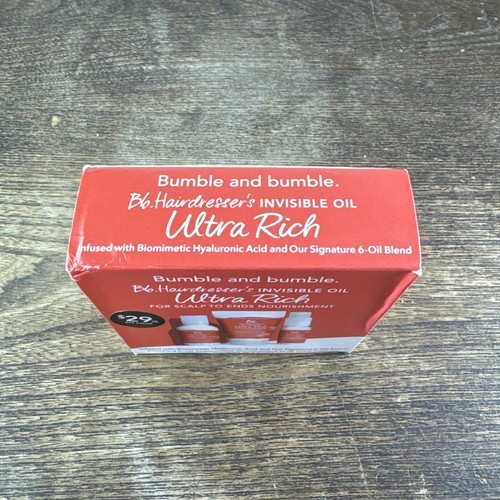 Bumble and bumble.
Bb. Hairdresser's INVISIBLE OIL
Ultra Rich
Infused with Biomimetic Hyaluronic Acid and Our Signature 6-Oil Blend
Bumble and bumble.
Bb. Hairdresser's INVISIBLE OIL
Ultra Rich
FOR SCALP TO ENDS NOURISHMENT
$29